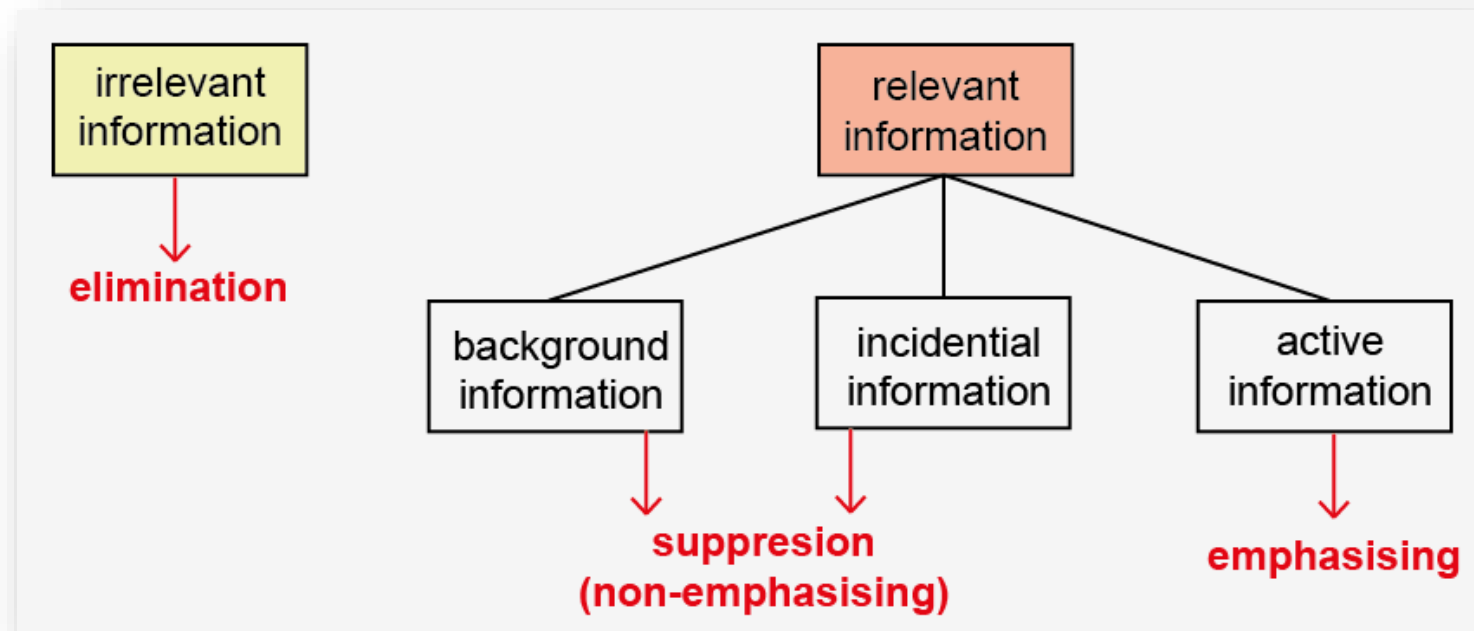 irrelevant
information
relevant
information
elimination
background
information
incidential
information
active
information
suppresion
(non-emphasising)
emphasising